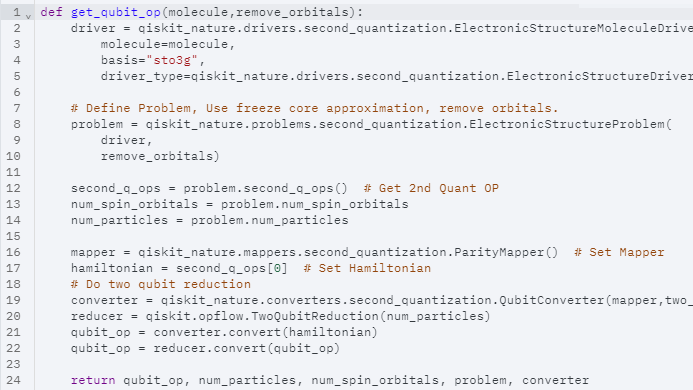 1 def get_qubit_op(molecule,remove_orbitals):
2 driver = qiskit_nature.drivers.second_quantization.ElectronicStructureMoleculeDrive
3 molecule=molecule,
4 basis="sto3g",
5 driver_type=qiskit_nature.drivers.second_quantization.ElectronicStructureDriver
6
7 # Define Problem, Use freeze core approximation, remove orbitals.
8 problem = qiskit_nature.problems.second_quantization.ElectronicStructureProblem(
9 driver,
10 remove_orbitals)
11
12 second_q_ops = problem.second_q_ops()  # Get 2nd Quant OP
13 num_spin_orbitals = problem.num_spin_orbitals
14 num_particles = problem.num_particles
15
16 mapper = qiskit_nature.mappers.second_quantization.ParityMapper()  # Set Mapper
17 hamiltonian = second_q_ops[0]  # Set Hamiltonian
18 # Do two qubit reduction
19 converter = qiskit_nature.converters.second_quantization.QubitConverter(mapper,two_
20 reducer = qiskit.opflow.TwoQubitReduction(num_particles)
21 qubit_op = converter.convert(hamiltonian)
22 qubit_op = reducer.convert(qubit_op)
23
24 return qubit_op, num_particles, num_spin_orbitals, problem, converter